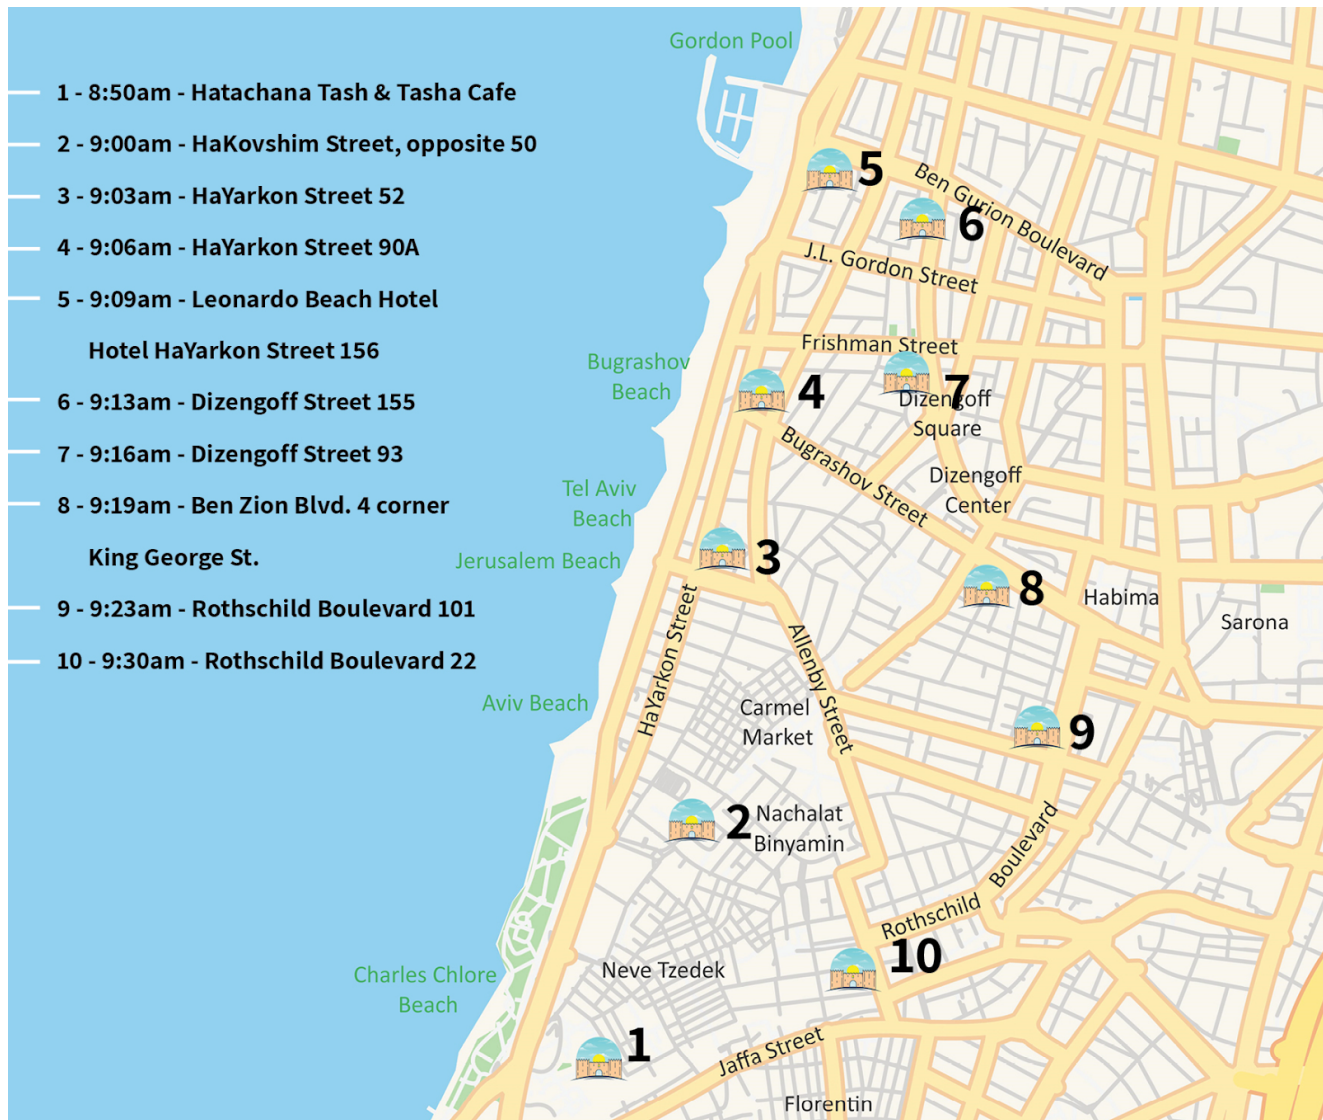 Gordon Pool
1 - 8:50am - Hatachana Tash & Tasha Cafe
2 - 9:00am - HaKovshim Street, opposite 50
3 - 9:03am - HaYarkon Street 52
4 - 9:06am - HaYarkon Street 90A
5 - 9:09am - Leonardo Beach Hotel
Hotel HaYarkon Street 156
6 - 9:13am - Dizengoff Street 155
7 - 9:16am - Dizengoff Street 93
8 - 9:19am - Ben Zion Blvd. 4 corner
King George St.
9 - 9:23am - Rothschild Boulevard 101
10 - 9:30am - Rothschild Boulevard 22
5
Ben Gurion Boulevard
6
J.L. Gordon Street
Frishman Street
Bugrashov
Beach
4
7
Dizengoff
Square
Bugrashov Street
Dizengoff
Center
Tel Aviv
Beach
Jerusalem Beach
3
8
Habima
Sarona
HaYarkon Street
Allenby Street
Aviv Beach
Carmel
Market
9
2
Nachalat
Binyamin
Boulevard
Rothschild
10
Charles Chlore
Beach
Neve Tzedek
1
Jaffa Street
Florentin